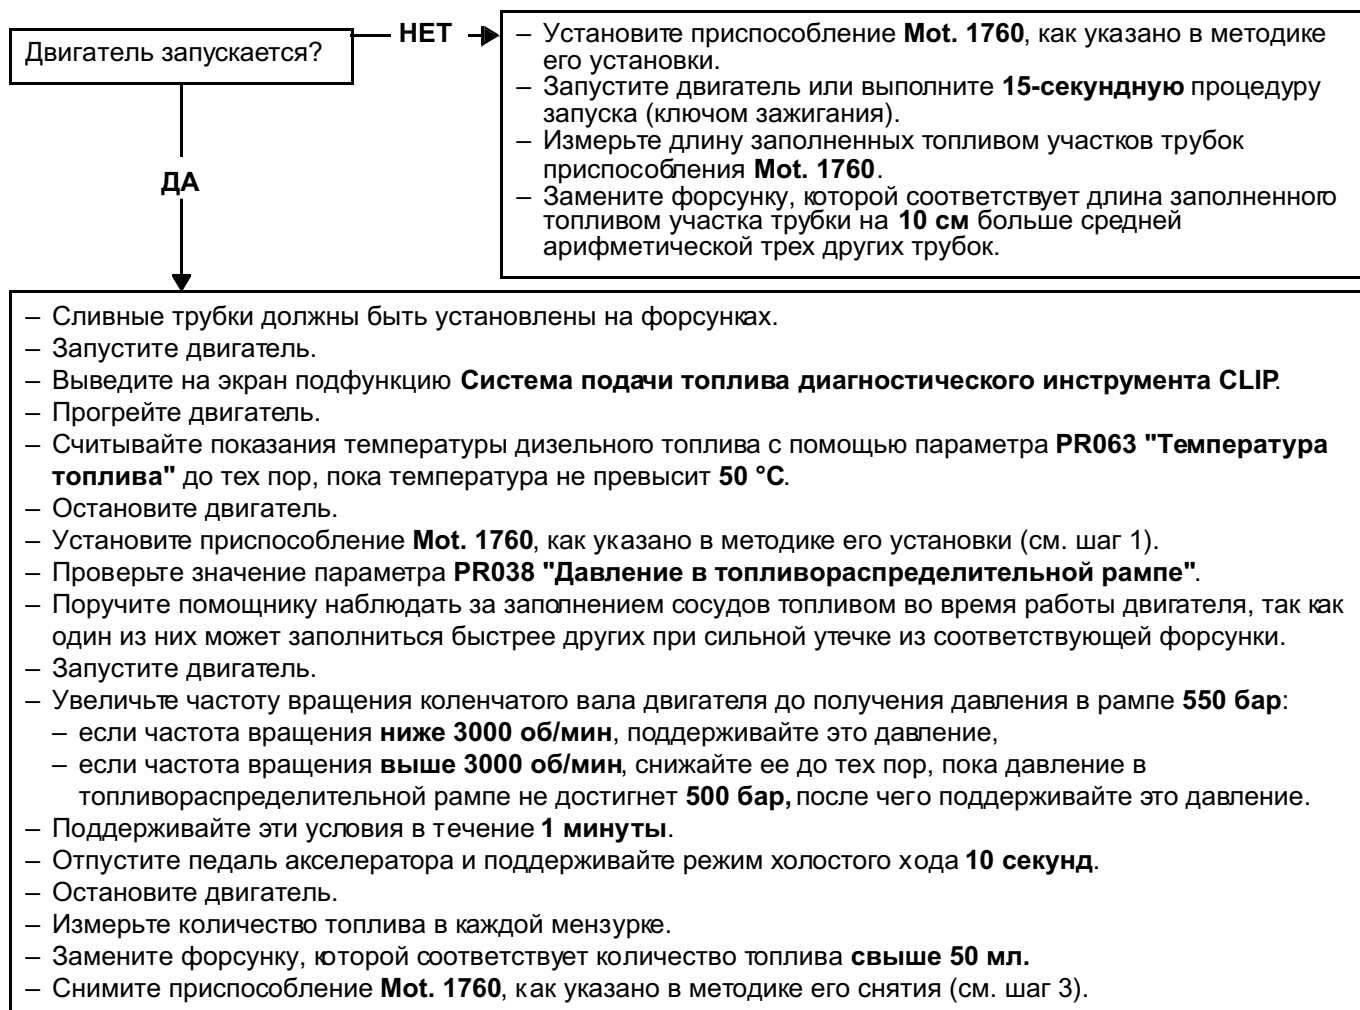 Двигатель запускается?
НЕТ
– Установите приспособление Mot. 1760, как указано в методике
его установки.
– Запустите двигатель или выполните 15-секундную процедуру
запуска (ключом зажигания).
– Измерьте длину заполненных топливом участков трубок
приспособления Mot. 1760.
– Замените форсунку, которой соответствует длина заполненного
топливом участка трубки на 10 см больше средней
арифметической трех других трубок.
ДА
– Сливные трубки должны быть установлены на форсунках.
– Запустите двигатель.
– Выведите на экран подфункцию Система подачи топлива диагностического инструмента CLIP.
– Прогрейте двигатель.
– Считывайте показания температуры дизельного топлива с помощью параметра PR063 "Температура
топлива" до тех пор, пока температура не превысит 50 °C.
– Остановите двигатель.
– Установите приспособление Mot. 1760, как указано в методике его установки (см. шаг 1).
– Проверьте значение параметра PR038 "Давление в топливораспределительной рампе".
– Поручите помощнику наблюдать за заполнением сосудов топливом во время работы двигателя, так как
один из них может заполниться быстрее других при сильной утечке из соответствующей форсунки.
– Запустите двигатель.
– Увеличьте частоту вращения коленчатого вала двигателя до получения давления в рампе 550 бар:
– если частота вращения ниже 3000 об/мин, поддерживайте это давление,
– если частота вращения выше 3000 об/мин, снижайте ее до тех пор, пока давление в
топливораспределительной рампе не достигнет 500 бар, после чего поддерживайте это давление.
– Поддерживайте эти условия в течение 1 минуты.
– Отпустите педаль акселератора и поддерживайте режим холостого хода 10 секунд.
– Остановите двигатель.
– Измерьте количество топлива в каждой мензурке.
– Замените форсунку, которой соответствует количество топлива свыше 50 мл.
– Снимите приспособление Mot. 1760, как указано в методике его снятия (см. шаг 3).